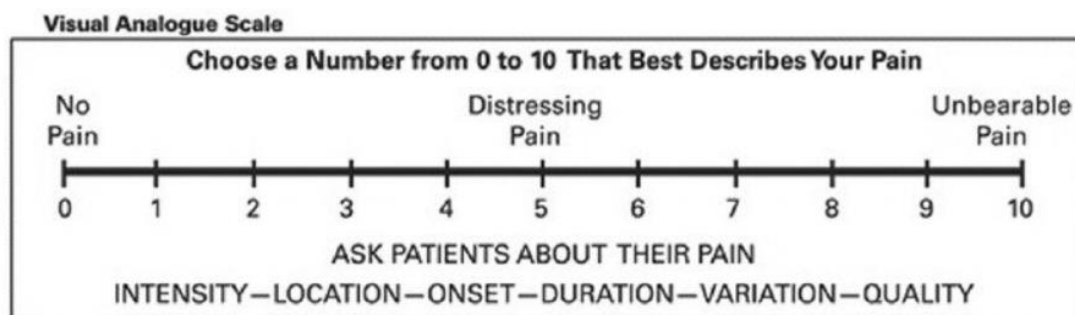 Visual Analogue Scale
Choose a Number from 0 to 10 That Best Describes Your Pain
No Pain
Distressing Pain
Unbearable Pain
0 1 2 3 4 5 6 7 8 9 10
ASK PATIENTS ABOUT THEIR PAIN
INTENSITY—LOCATION—ONSET—DURATION—VARIATION—QUALITY